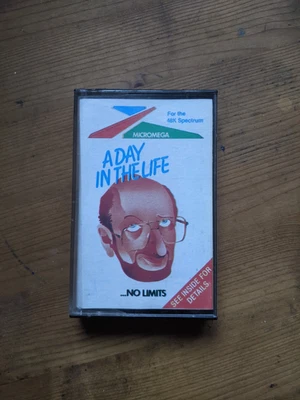 For the
48K Spectrum
MICROMEGA
A DAY
IN THE LIFE
...NO LIMITS
SEE INSIDE FOR
DETAILS.